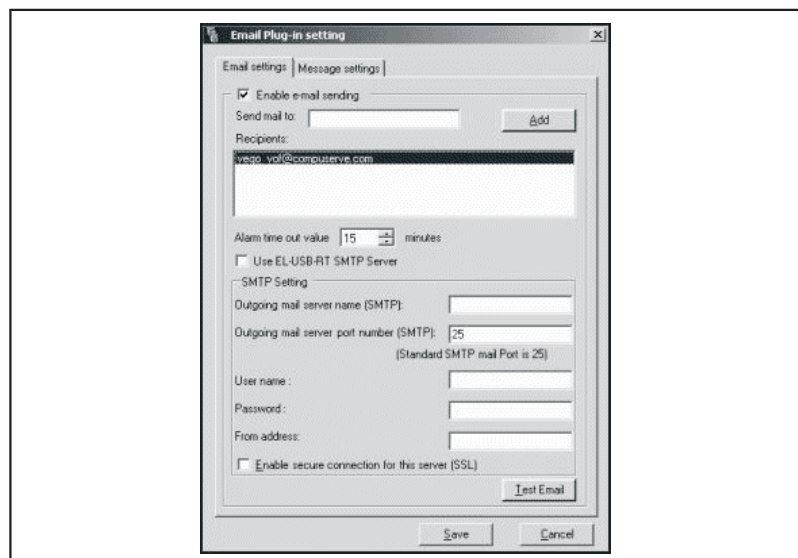 Email Plug-in setting
Email settings
Message settings
Enable e-mail sending
Send mail to:
Add
Recipients:
vego_vof@compuserve.com
Alarm time out value 15 minutes
Use EL-USB-RT SMTP Server
SMTP Setting
Outgoing mail server name (SMTP):
Outgoing mail server port number (SMTP): 25
(Standard SMTP mail Port is 25)
User name :
Password :
From address:
Enable secure connection for this server (SSL)
Test Email
Save
Cancel